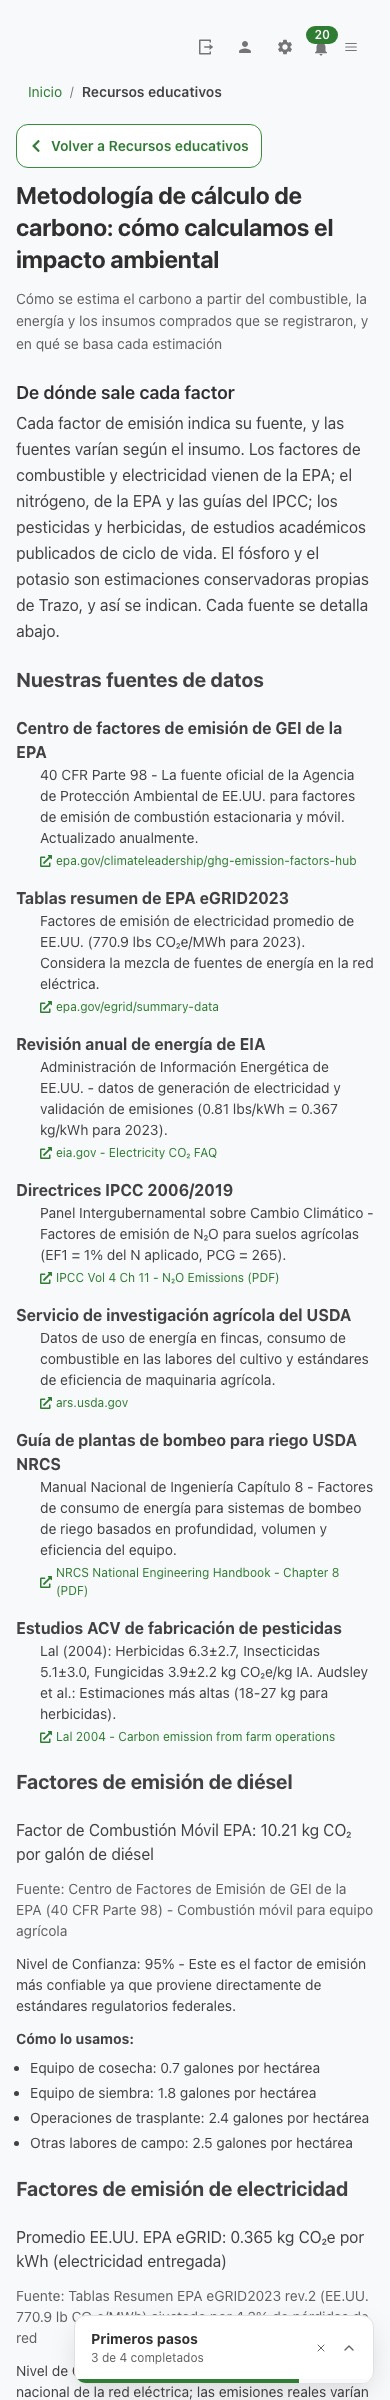 20
Inicio / Recursos educativos
Volver a Recursos educativos
Metodología de cálculo de
carbono: cómo calculamos el
impacto ambiental
Cómo se estima el carbono a partir del combustible, la
energía y los insumos comprados que se registraron, y
en qué se basa cada estimación
De dónde sale cada factor
Cada factor de emisión indica su fuente, y las
fuentes varían según el insumo. Los factores de
combustible y electricidad vienen de la EPA; el
nitrógeno, de la EPA y las guías del IPCC; los
pesticidas y herbicidas, de estudios académicos
publicados de ciclo de vida. El fósforo y el
potasio son estimaciones conservadoras propias
de Trazo, y así se indican. Cada fuente se detalla
abajo.
Nuestras fuentes de datos
Centro de factores de emisión de GEI de la
EPA
40 CFR Parte 98 - La fuente oficial de la Agencia
de Protección Ambiental de EE.UU. para factores
de emisión de combustión estacionaria y móvil.
Actualizado anualmente.
epa.gov/climateleadership/ghg-emission-factors-hub
Tablas resumen de EPA eGRID2023
Factores de emisión de electricidad promedio de
EE.UU. (770.9 lbs CO₂e/MWh para 2023).
Considera la mezcla de fuentes de energía en la red
eléctrica.
epa.gov/egrid/summary-data
Revisión anual de energía de EIA
Administración de Información Energética de
EE.UU. - datos de generación de electricidad y
validación de emisiones (0.81 lbs/kWh = 0.367
kg/kWh para 2023).
eia.gov - Electricity CO₂ FAQ
Directrices IPCC 2006/2019
Panel Intergubernamental sobre Cambio Climático -
Factores de emisión de N₂O para suelos agrícolas
(EF1 = 1% del N aplicado, PCG = 265).
IPCC Vol 4 Ch 11 - N₂O Emissions (PDF)
Servicio de investigación agrícola del USDA
Datos de uso de energía en fincas, consumo de
combustible en las labores del cultivo y estándares
de eficiencia de maquinaria agrícola.
ars.usda.gov
Guía de plantas de bombeo para riego USDA
NRCS
Manual Nacional de Ingeniería Capítulo 8 - Factores
de consumo de energía para sistemas de bombeo
de riego basados en profundidad, volumen y
eficiencia del equipo.
NRCS National Engineering Handbook - Chapter 8
(PDF)
Estudios ACV de fabricación de pesticidas
Lal (2004): Herbicidas 6.3±2.7, Insecticidas
5.1±3.0, Fungicidas 3.9±2.2 kg CO₂e/kg IA. Audsley
et al.: Estimaciones más altas (18-27 kg para
herbicidas).
Lal 2004 - Carbon emission from farm operations
Factores de emisión de diésel
Factor de Combustión Móvil EPA: 10.21 kg CO₂
por galón de diésel
Fuente: Centro de Factores de Emisión de GEI de la
EPA (40 CFR Parte 98) - Combustión móvil para equipo
agrícola
Nivel de Confianza: 95% - Este es el factor de emisión
más confiable ya que proviene directamente de
estándares regulatorios federales.
Cómo lo usamos:
• Equipo de cosecha: 0.7 galones por hectárea
• Equipo de siembra: 1.8 galones por hectárea
• Operaciones de trasplante: 2.4 galones por hectárea
• Otras labores de campo: 2.5 galones por hectárea
Factores de emisión de electricidad
Promedio EE.UU. EPA eGRID: 0.365 kg CO₂e por
kWh (electricidad entregada)
Fuente: Tablas Resumen EPA eGRID2023 rev.2 (EE.UU.
770.9 lb
red
Nivel de
nacional de la red eléctrica; las emisiones reales varían
Primeros pasos
3 de 4 completados